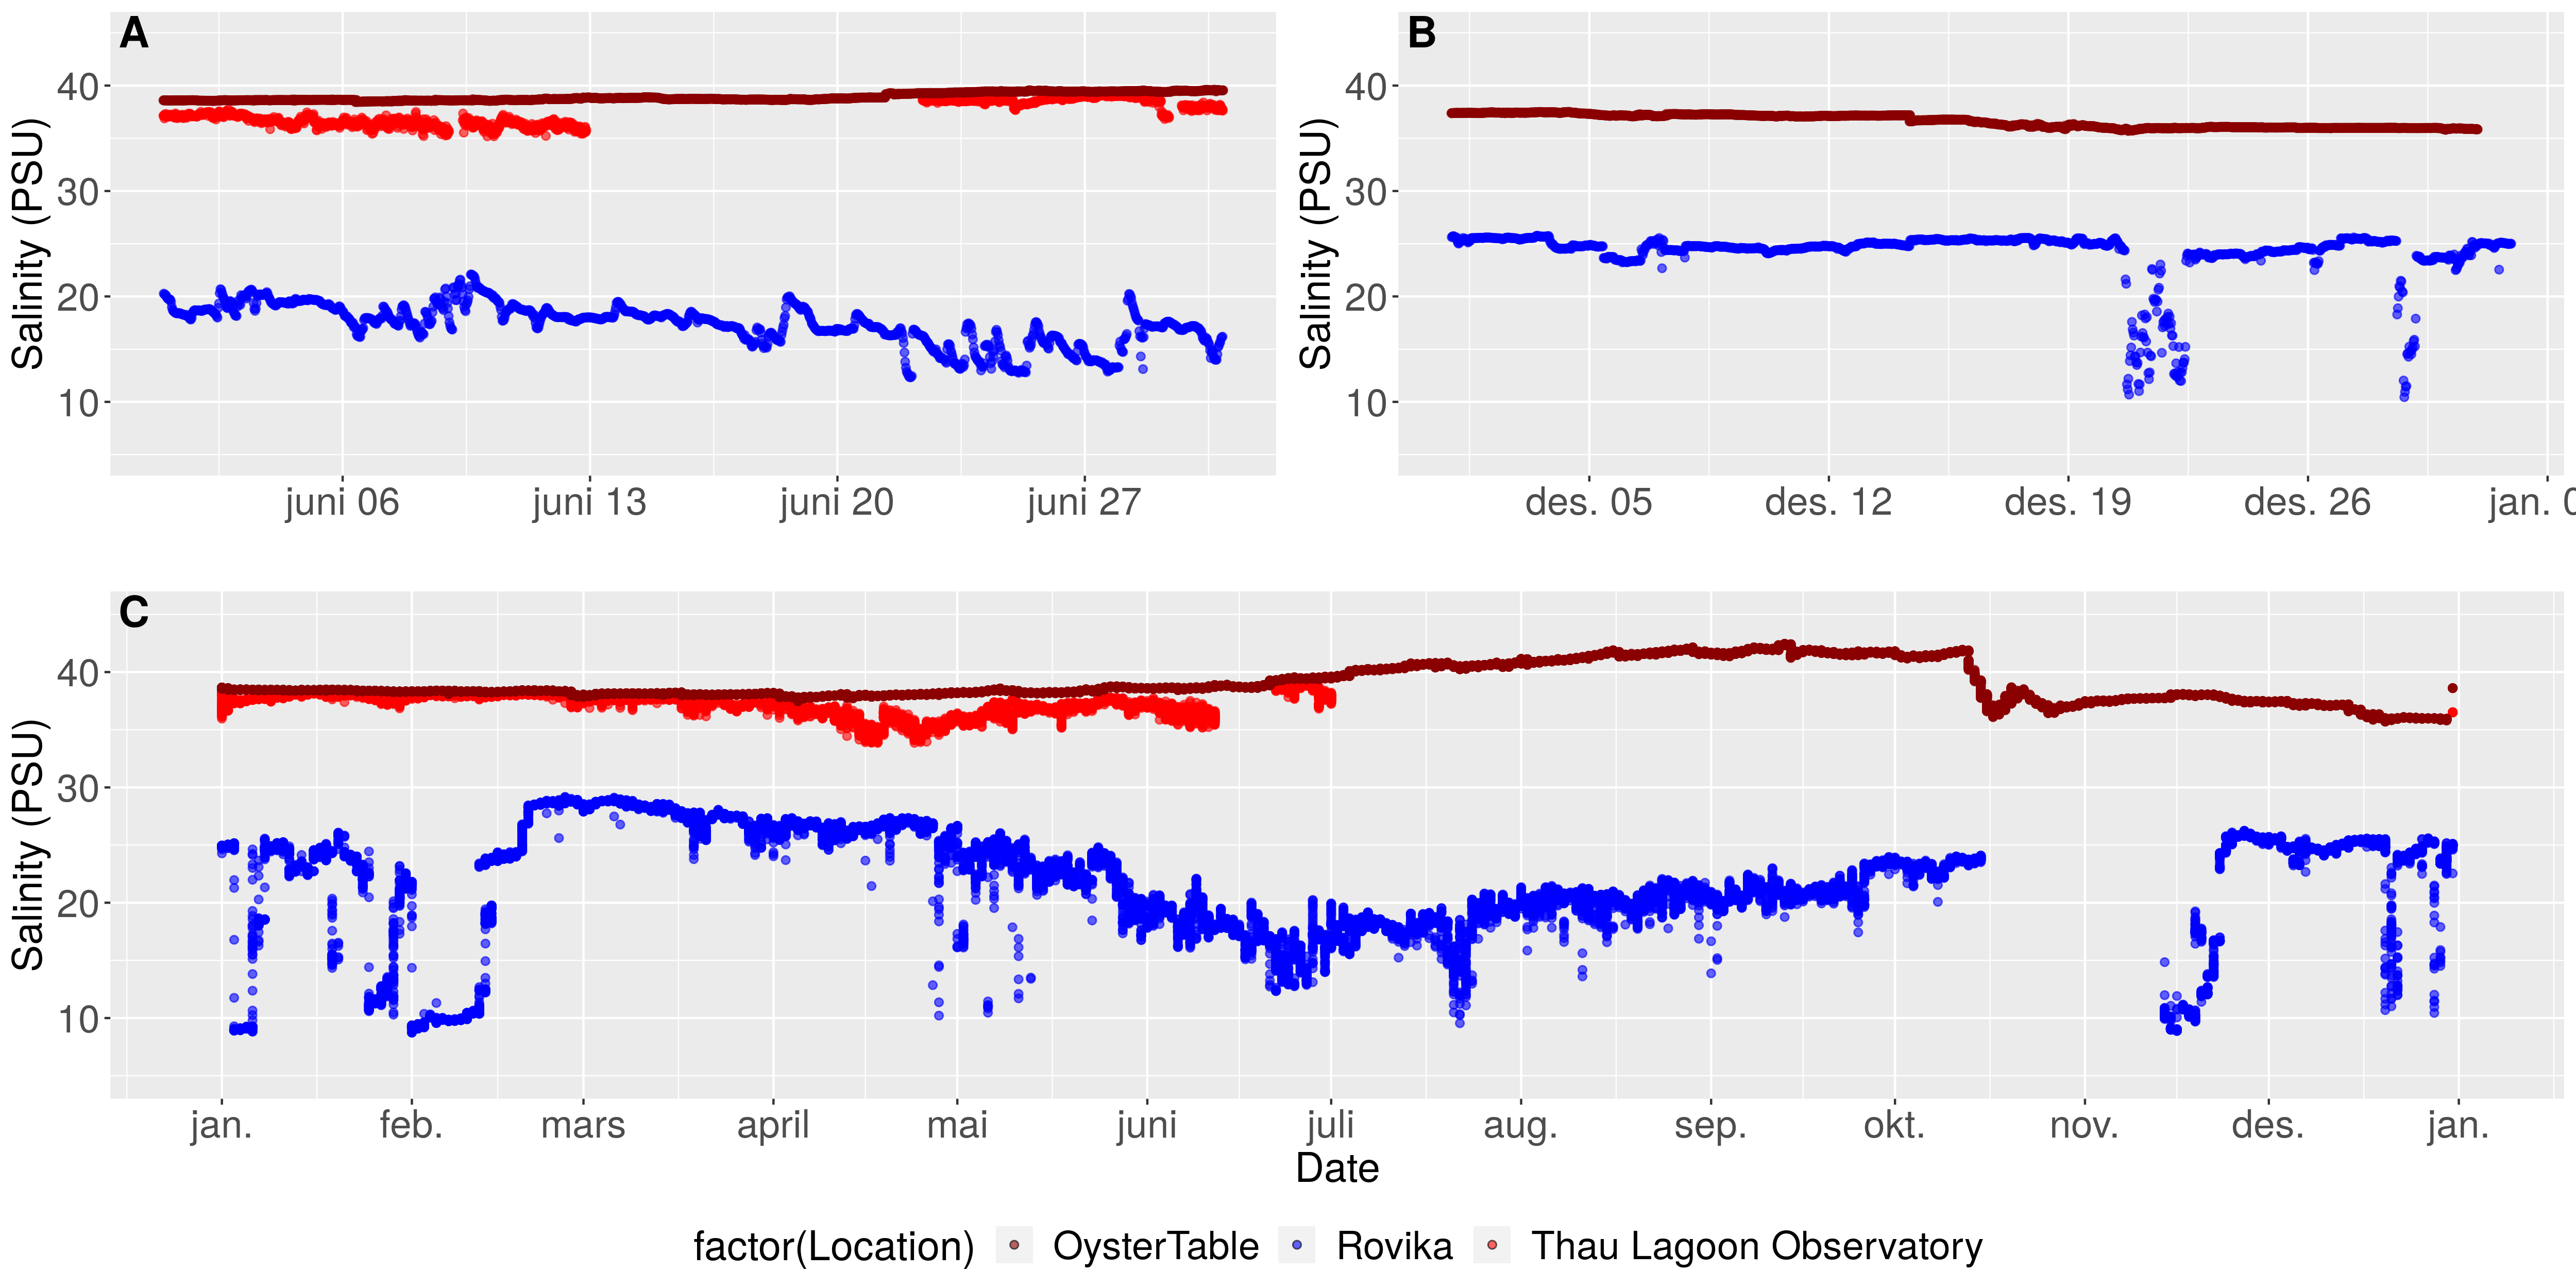 A
B
Salinity (PSU)
40
30
20
10
juni 06 juni 13 juni 20 juni 27
Salinity (PSU)
40
30
20
10
des. 05 des. 12 des. 19 des. 26 jan. 0
C
Salinity (PSU)
40
30
20
10
jan. feb. mars april mai juni juli aug. sep. okt. nov. des. jan.
Date
factor(Location) OysterTable Rovika Thau Lagoon Observatory